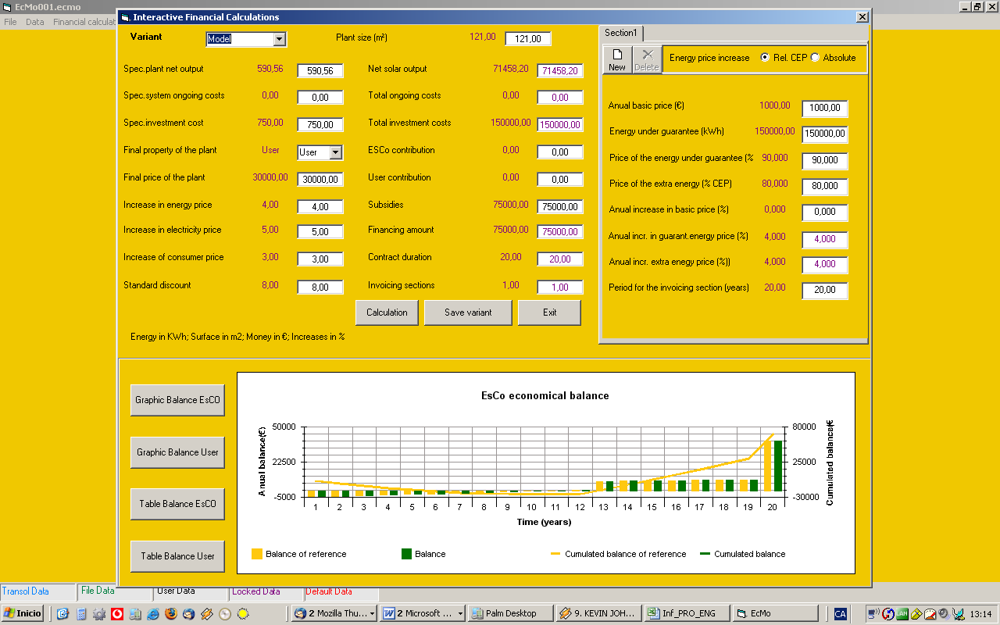 EcMo001.ecmo
File Data Financial calculat
Interactive Financial Calculations
Variant Model Plant size (m²) 121,00 121,00
Spec.plant net output 590,56 590,56 Net solar output 71458,20 71458,20
Spec.system ongoing costs 0,00 0,00 Total ongoing costs 0,00 0,00
Spec.investment cost 750,00 750,00 Total investment costs 150000,00 150000,00
Final property of the plant User User ESCo contribution 0,00 0,00
Final price of the plant 30000,00 30000,00 User contribution 0,00 0,00
Increase in energy price 4,00 4,00 Subsidies 75000,00 75000,00
Increase in electricity price 5,00 5,00 Financing amount 75000,00 75000,00
Increase of consumer price 3,00 3,00 Contract duration 20,00 20,00
Standard discount 8,00 8,00 Invoicing sections 1,00 1,00
Calculation Save variant Exit
Energy in KWh; Surface in m2; Money in €; Increases in %
Section1
New Delete Energy price increase Rel. CEP Absolute
Anual basic price (€) 1000,00 1000,00
Energy under guarantee (kWh) 150000,00 150000,00
Price of the energy under guarantee (% 90,000 90,000
Price of the extra energy (% CEP) 80,000 80,000
Anual increase in basic price (%) 0,000 0,000
Anual incr. in guarant.energy price (%) 4,000 4,000
Anual incr. extra enegy price (%)) 4,000 4,000
Period for the invoicing section (years) 20,00 20,00
Graphic Balance EsCO
Graphic Balance User
Table Balance EsCO
Table Balance User
EsCo economical balance
Anual balance(€)
50000
22500
-5000
80000
25000
-30000
Cumulated balance(€
1 2 3 4 5 6 7 8 9 10 11 12 13 14 15 16 17 18 19 20
Time (years)
Balance of reference Balance Cumulated balance of reference Cumulated balance
Transol Data File Data User Data Locked Data Default Data
Inicio 2 Mozilla Thu... 2 Microsoft ... Palm Desktop 9. KEVIN JOH... Inf_PRO_ENG EcMo CA LAN 13:14